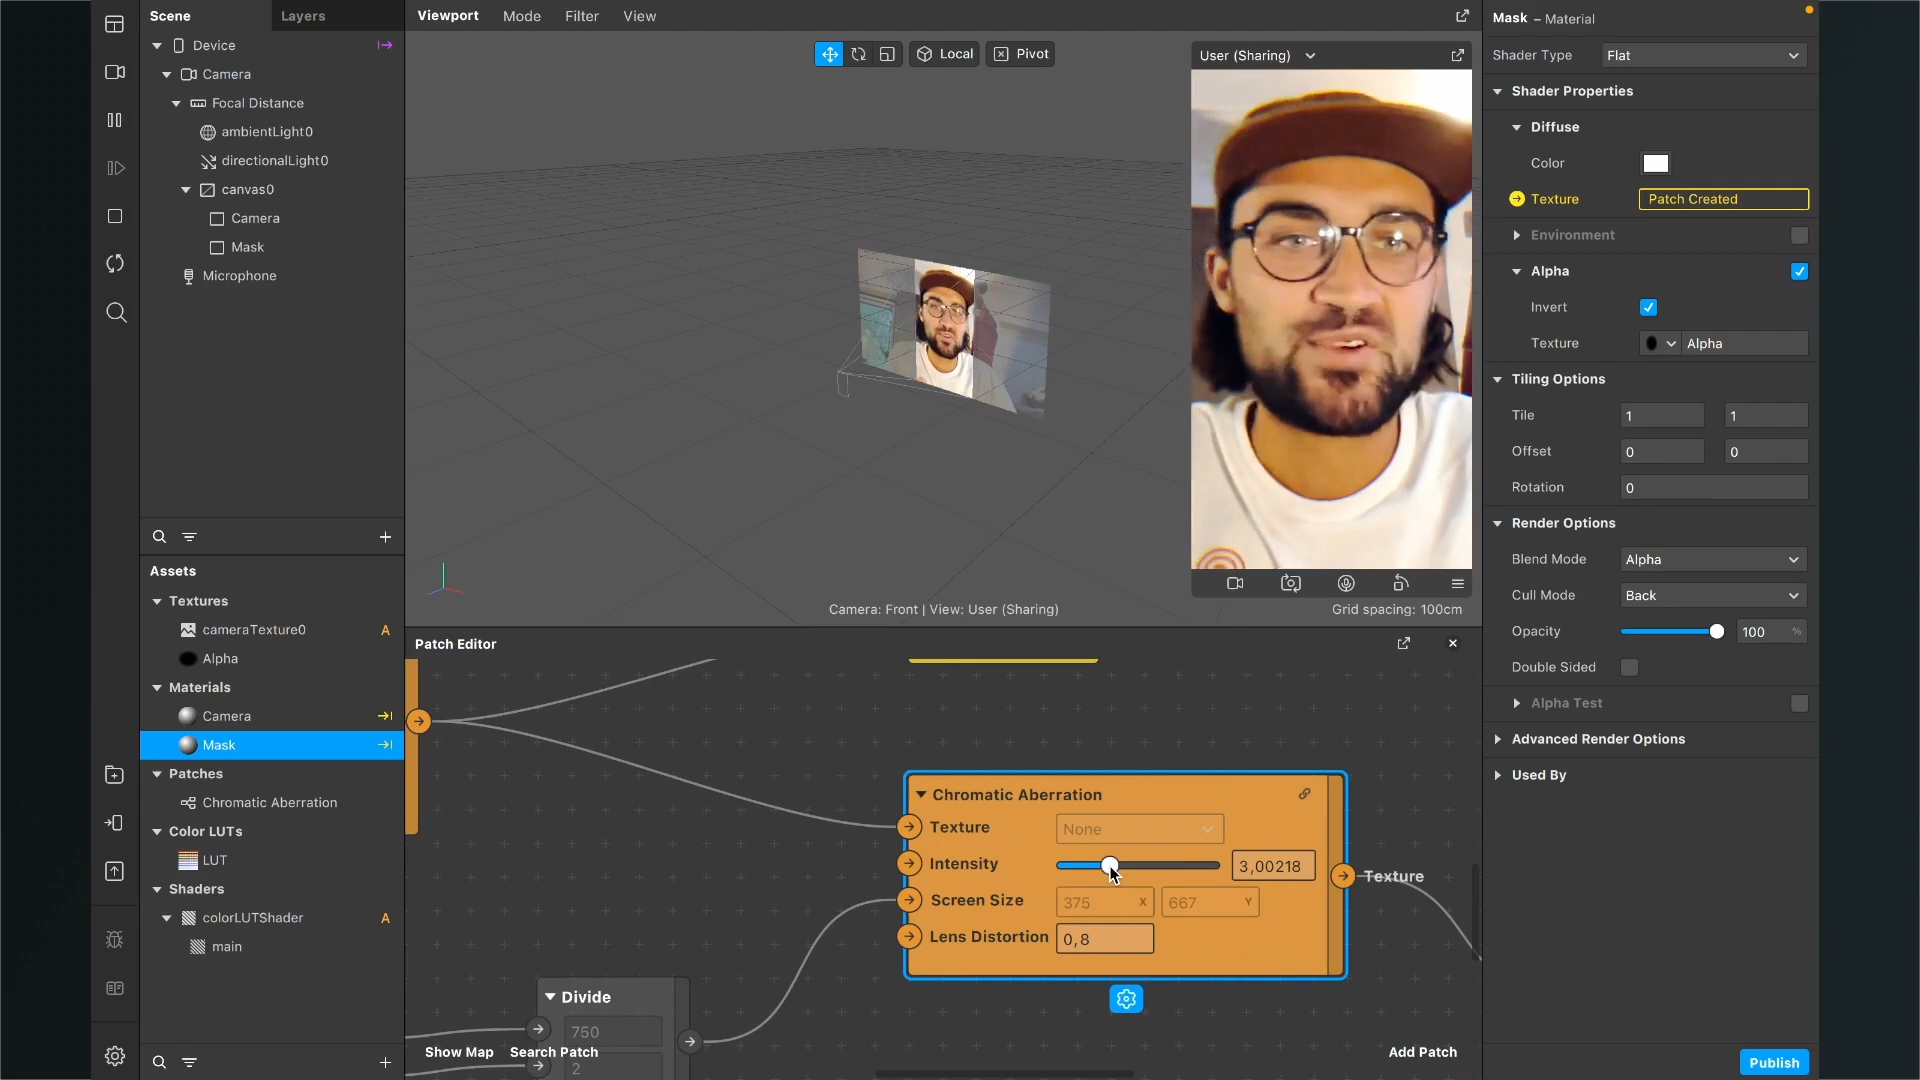 Scene
Layers
Device
Camera
Focal Distance
ambientLight0
directionalLight0
canvas0
Camera
Mask
Microphone
Assets
Textures
cameraTexture0 A
Alpha
Materials
Camera
Mask
Patches
Chromatic Aberration
Color LUTs
LUT
Shaders
colorLUTShader A
main
Viewport Mode Filter View
Local
Pivot
User (Sharing)
Camera: Front | View: User (Sharing)
Grid spacing: 100cm
Patch Editor
Chromatic Aberration
Texture None
Intensity 3,00218
Screen Size 375 X 667 Y
Lens Distortion 0,8
Texture
Divide
750
2
Show Map Search Patch
Add Patch
Mask – Material
Shader Type Flat
Shader Properties
Diffuse
Color
Texture Patch Created
Environment
Alpha
Invert
Texture Alpha
Tiling Options
Tile 1 1
Offset 0 0
Rotation 0
Render Options
Blend Mode Alpha
Cull Mode Back
Opacity 100 %
Double Sided
Alpha Test
Advanced Render Options
Used By
Publish